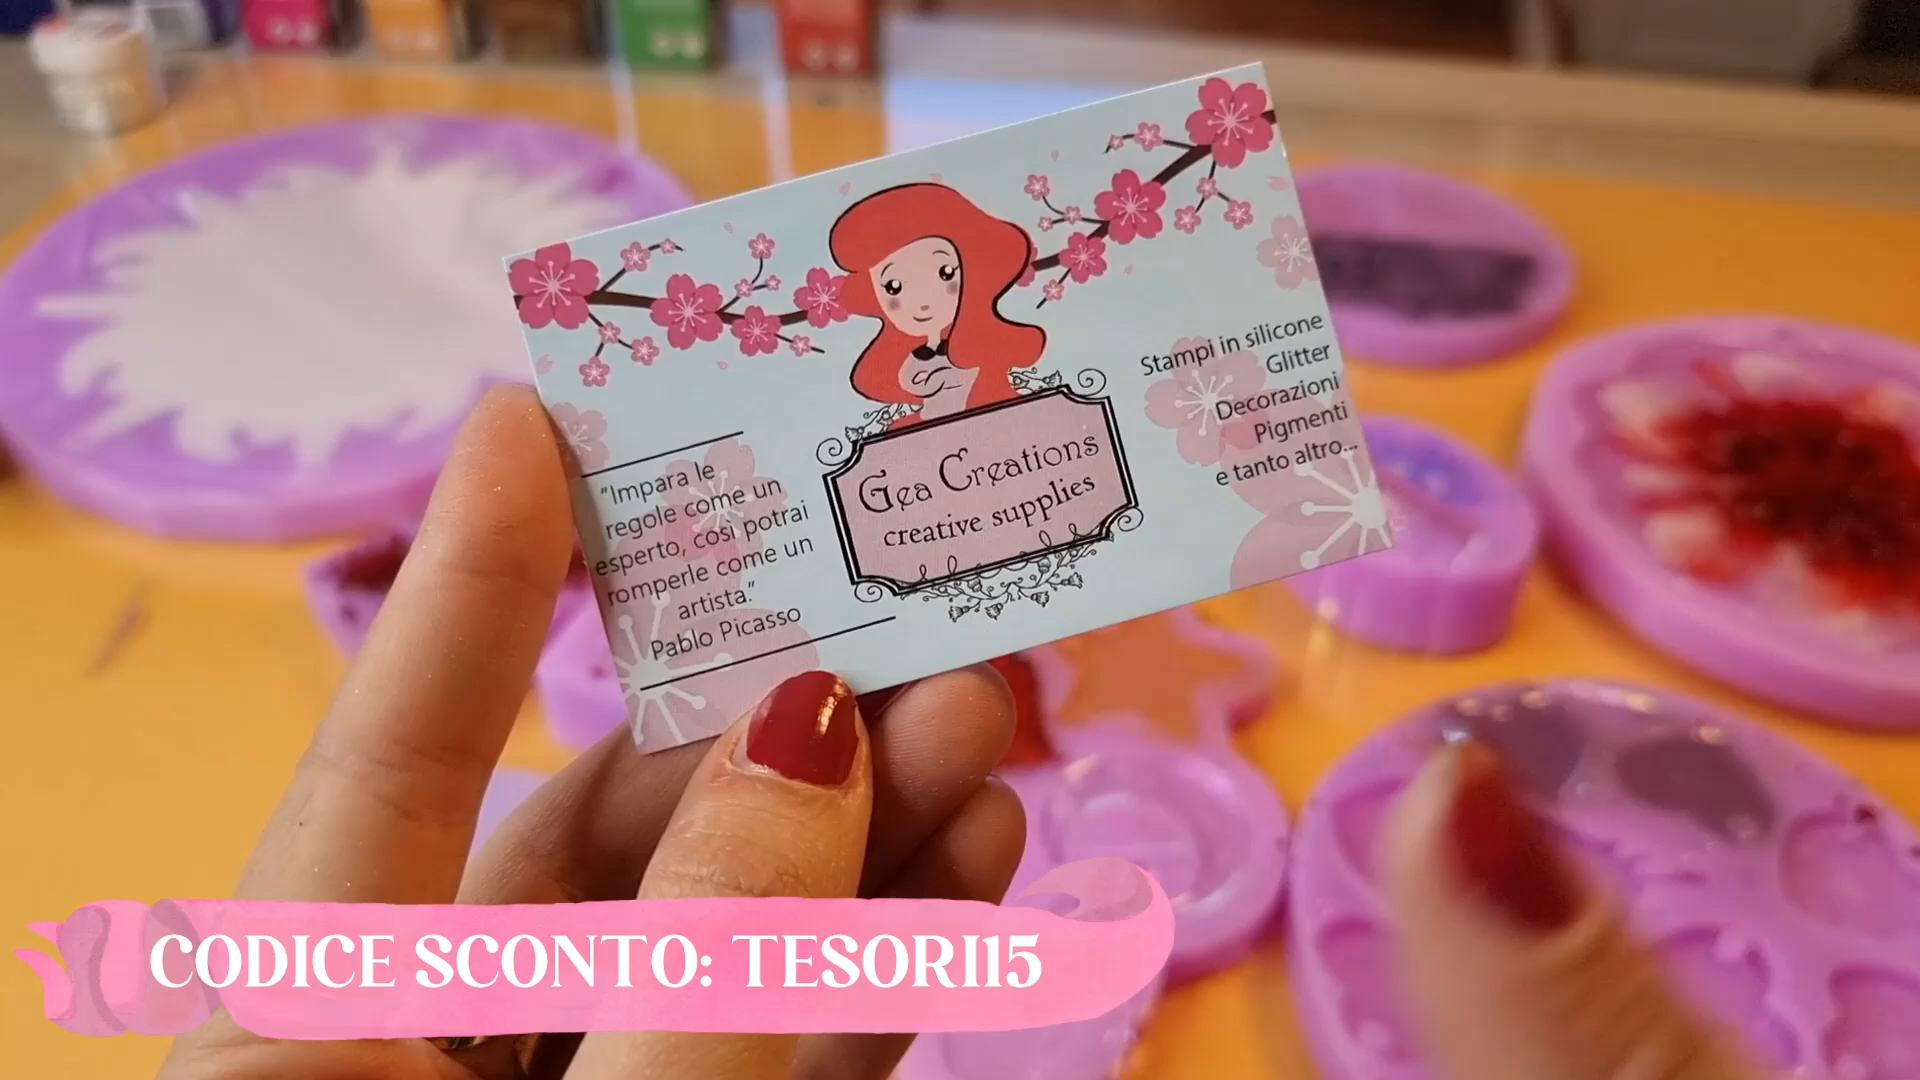 "Impara le
regole come un
esperto, così potrai
romperle come un
artista."
Pablo Picasso
Gea Creations
creative supplies
Stampi in silicone
Glitter
Decorazioni
Pigmenti
e tanto altro...
CODICE SCONTO: TESORI15